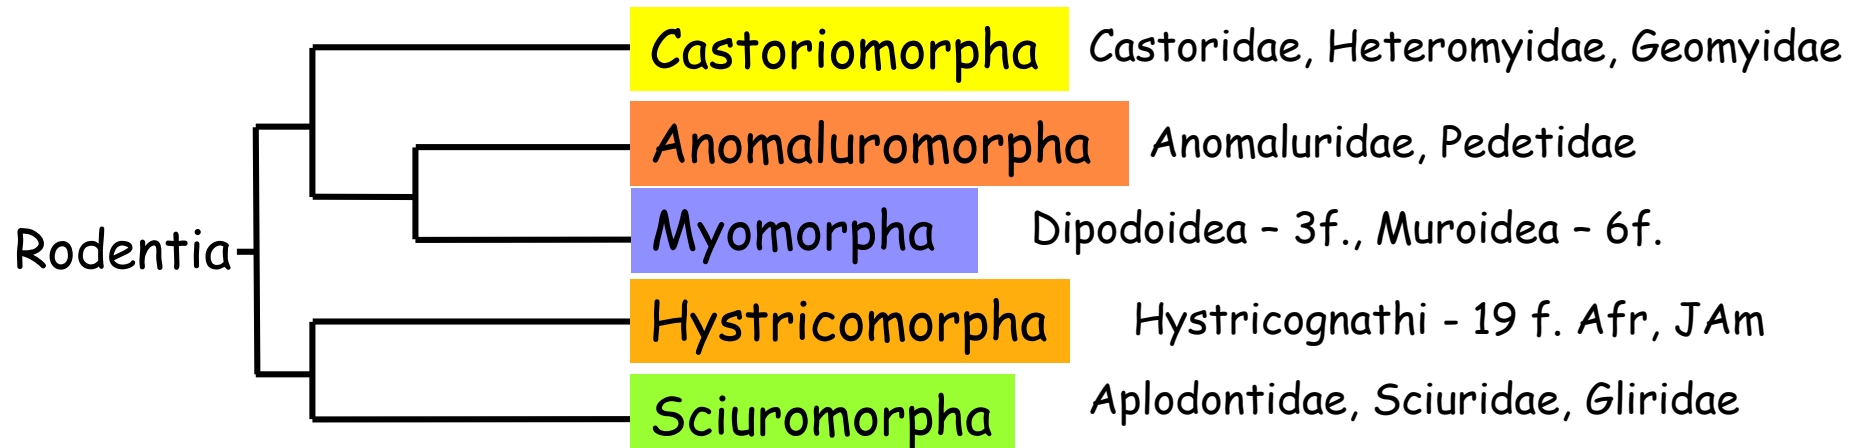 Castoriomorpha Castoridae, Heteromyidae, Geomyidae
Anomaluromorpha Anomaluridae, Pedetidae
Myomorpha Dipodoidea – 3f., Muroidea – 6f.
Rodentia
Hystricomorpha Hystricognathi - 19 f. Afr, JAm
Sciuromorpha Aplodontidae, Sciuridae, Gliridae